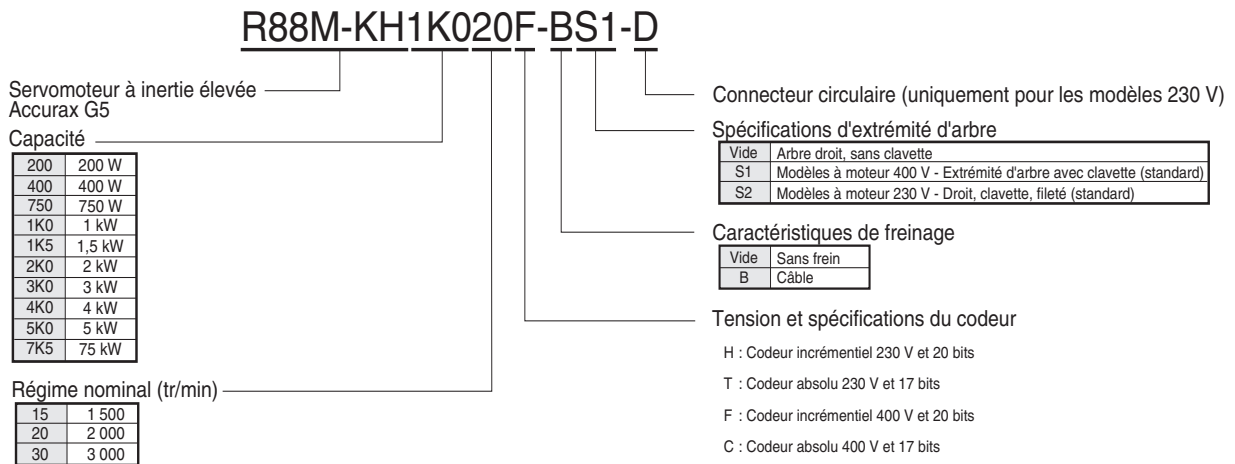 R88M-KH1K020F-BS1-D
Servomoteur à inertie élevée
Accurax G5
Capacité
200 200 W
400 400 W
750 750 W
1K0 1 kW
1K5 1,5 kW
2K0 2 kW
3K0 3 kW
4K0 4 kW
5K0 5 kW
7K5 75 kW
Régime nominal (tr/min)
15 1 500
20 2 000
30 3 000
Connecteur circulaire (uniquement pour les modèles 230 V)
Spécifications d'extrémité d'arbre
Vide Arbre droit, sans clavette
S1 Modèles à moteur 400 V - Extrémité d'arbre avec clavette (standard)
S2 Modèles à moteur 230 V - Droit, clavette, fileté (standard)
Caractéristiques de freinage
Vide Sans frein
B Câble
Tension et spécifications du codeur
H : Codeur incrémentiel 230 V et 20 bits
T : Codeur absolu 230 V et 17 bits
F : Codeur incrémentiel 400 V et 20 bits
C : Codeur absolu 400 V et 17 bits